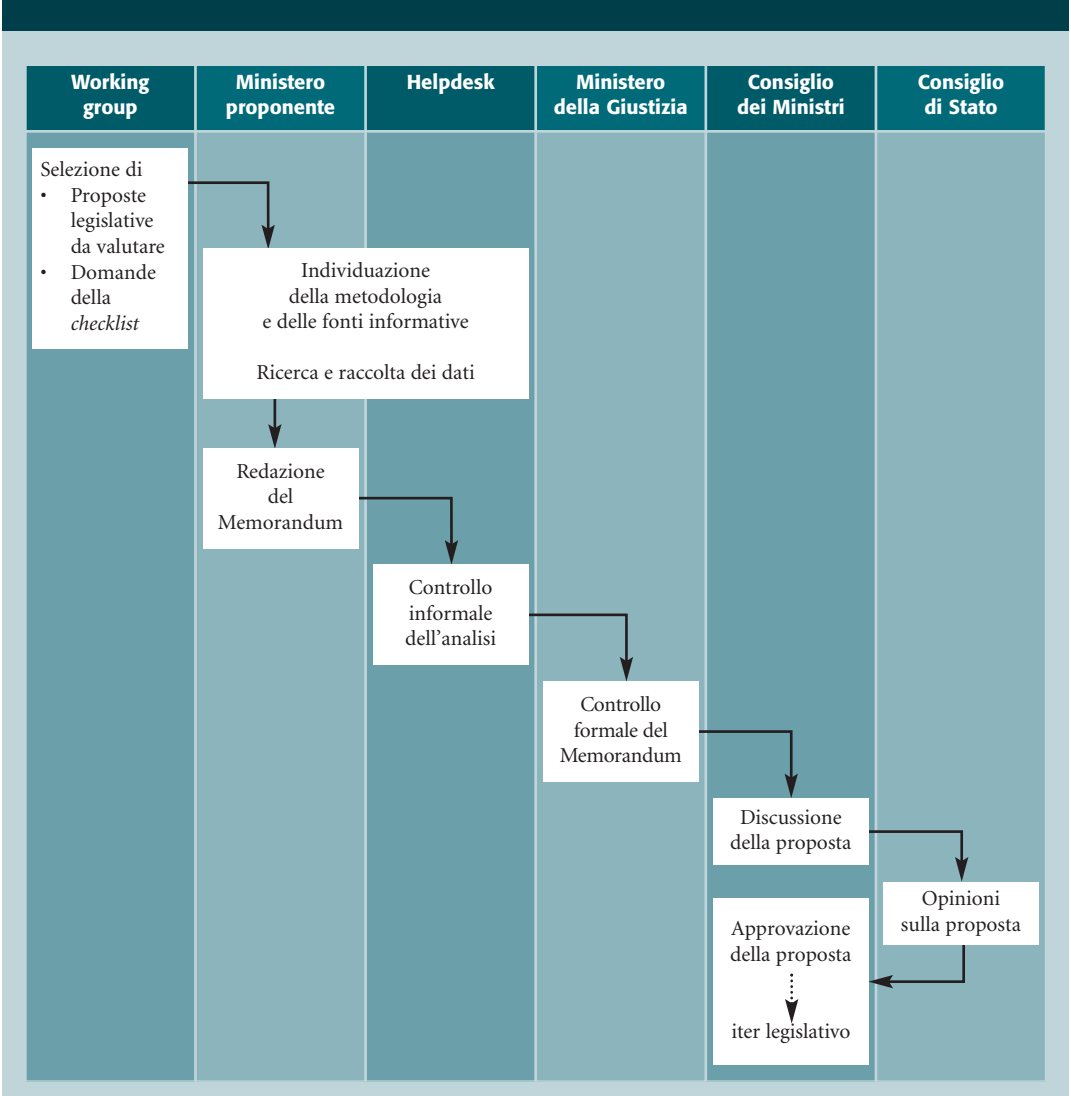 Working
group
Ministero
proponente
Helpdesk
Ministero
della Giustizia
Consiglio
dei Ministri
Consiglio
di Stato
Selezione di
• Proposte
legislative
da valutare
• Domande
della
checklist
Individuazione
della metodologia
e delle fonti informative
Ricerca e raccolta dei dati
Redazione
del
Memorandum
Controllo
informale
dell'analisi
Controllo
formale del
Memorandum
Discussione
della proposta
Opinioni
sulla proposta
Approvazione
della proposta
iter legislativo